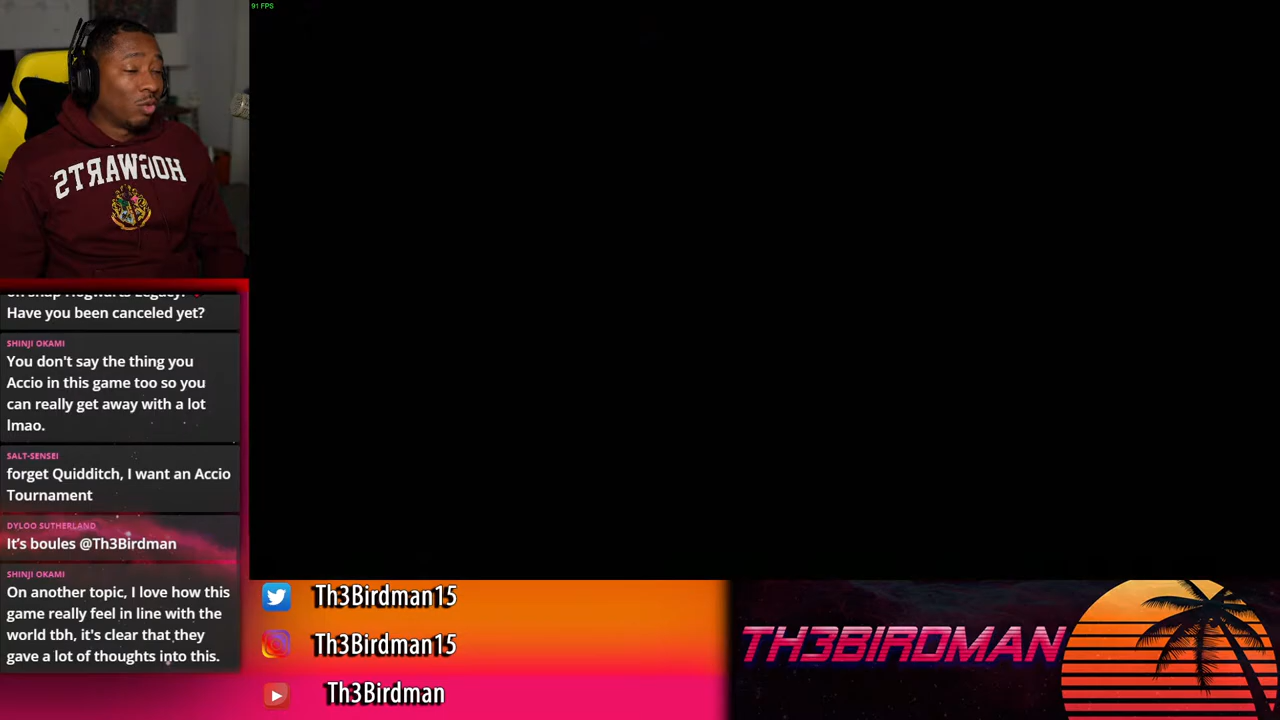 91 FPS
HOGWARTS
Have you been canceled yet?
SHINJI OKAMI
You don't say the thing you
Accio in this game too so you
can really get away with a lot
lmao.
SALT-SENSEI
forget Quidditch, I want an Accio
Tournament
DYLOO SUTHERLAND
It's boules @Th3Birdman
SHINJI OKAMI
On another topic, I love how this
game really feel in line with the
world tbh, it's clear that they
gave a lot of thoughts into this.
Th3Birdman15
Th3Birdman15
Th3Birdman
TH3BIRDMAN